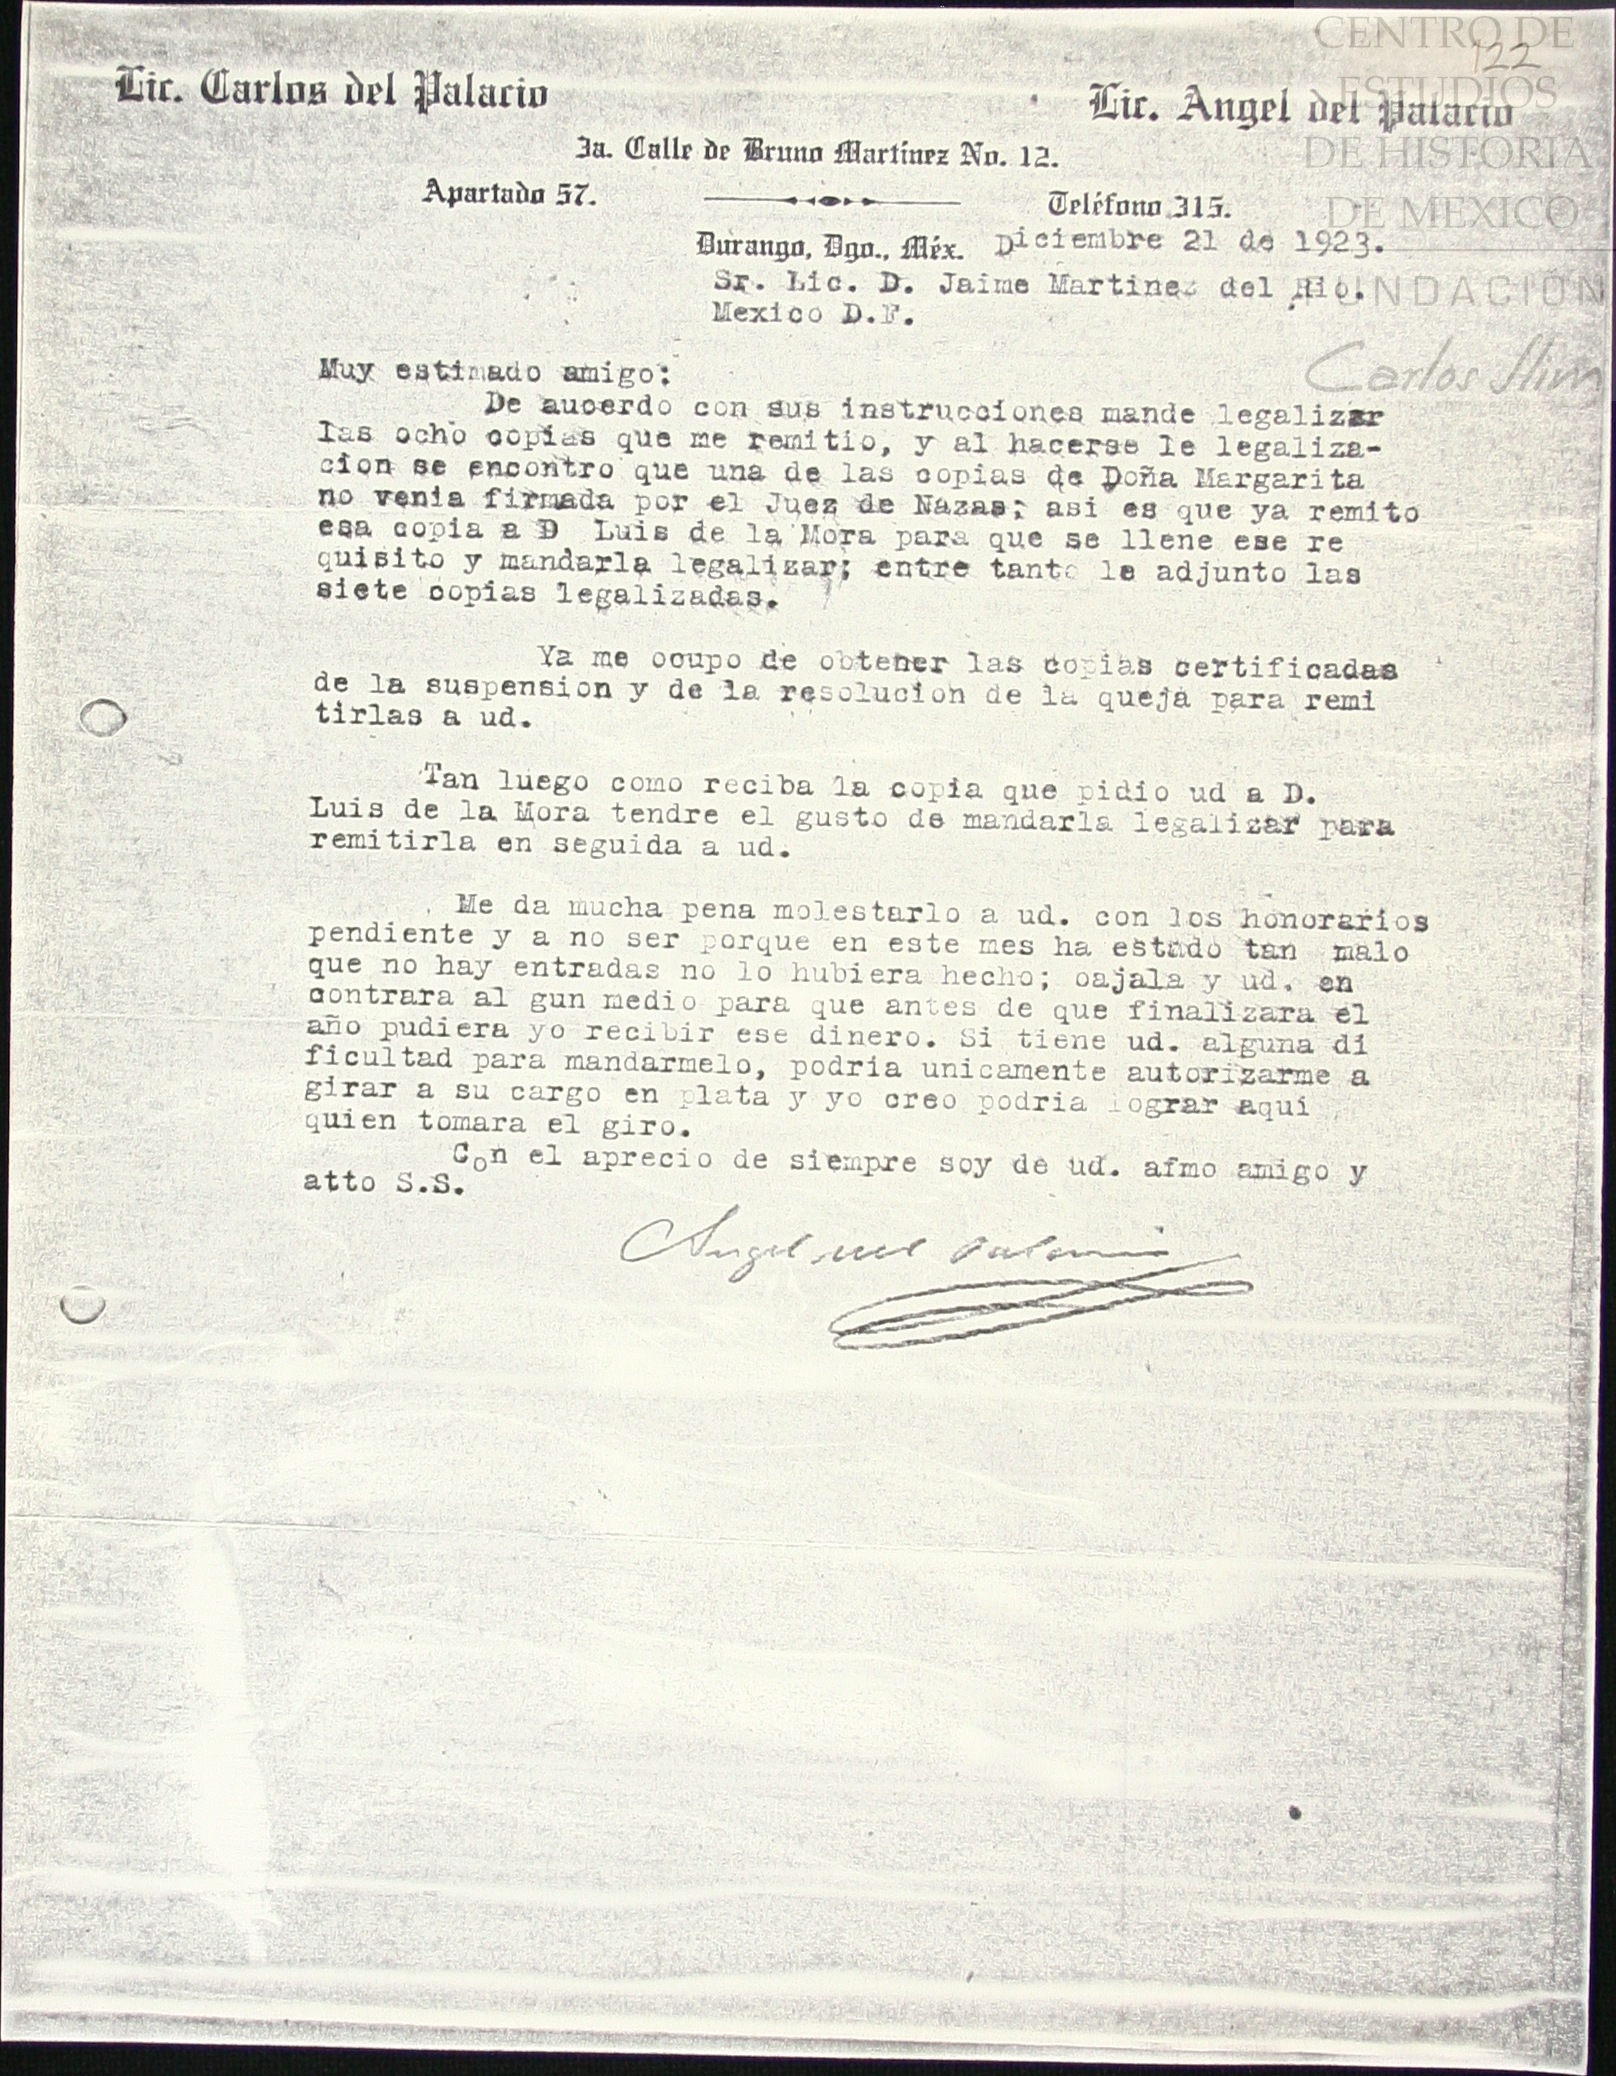 CENTRO DE
122
ESTUDIOS
DE HISTORIA
DE MEXICO
FUNDACIÓN
Carlos Slim
Lic. Carlos del Palacio
Lic. Angel del Palacio
3a. Calle de Bruno Martínez No. 12.
Apartado 57.
Teléfono 315.
Durango, Dgo., Méx. Diciembre 21 de 1923.
Sr. Lic. D. Jaime Martinez del Rio.
Mexico D.F.
Muy estimado amigo:
De aucerdo con sus instrucciones mande legalizar
las ocho copias que me remitio, y al hacerse le legaliza-
cion se encontro que una de las copias de Doña Margarita
no venia firmada por el Juez de Nazas; asi es que ya remito
esa copia a D Luis de la Mora para que se llene ese re
quisito y mandarla legalizar; entre tanto le adjunto las
siete copias legalizadas.
Ya me ocupo de obtener las copias certificadas
de la suspension y de la resolucion de la queja para remi
tirlas a ud.
Tan luego como reciba la copia que pidio ud a D.
Luis de la Mora tendre el gusto de mandarla legalizar para
remitirla en seguida a ud.
Me da mucha pena molestarlo a ud. con los honorarios
pendiente y a no ser porque en este mes ha estado tan malo
que no hay entradas no lo hubiera hecho; oajala y ud. en
contrara al gun medio para que antes de que finalizara el
año pudiera yo recibir ese dinero. Si tiene ud. alguna di
ficultad para mandarmelo, podria unicamente autorizarme a
girar a su cargo en plata y yo creo podria lograr aqui
quien tomara el giro.
Con el aprecio de siempre soy de ud. afmo amigo y
atto S.S.
Angel del Palacio